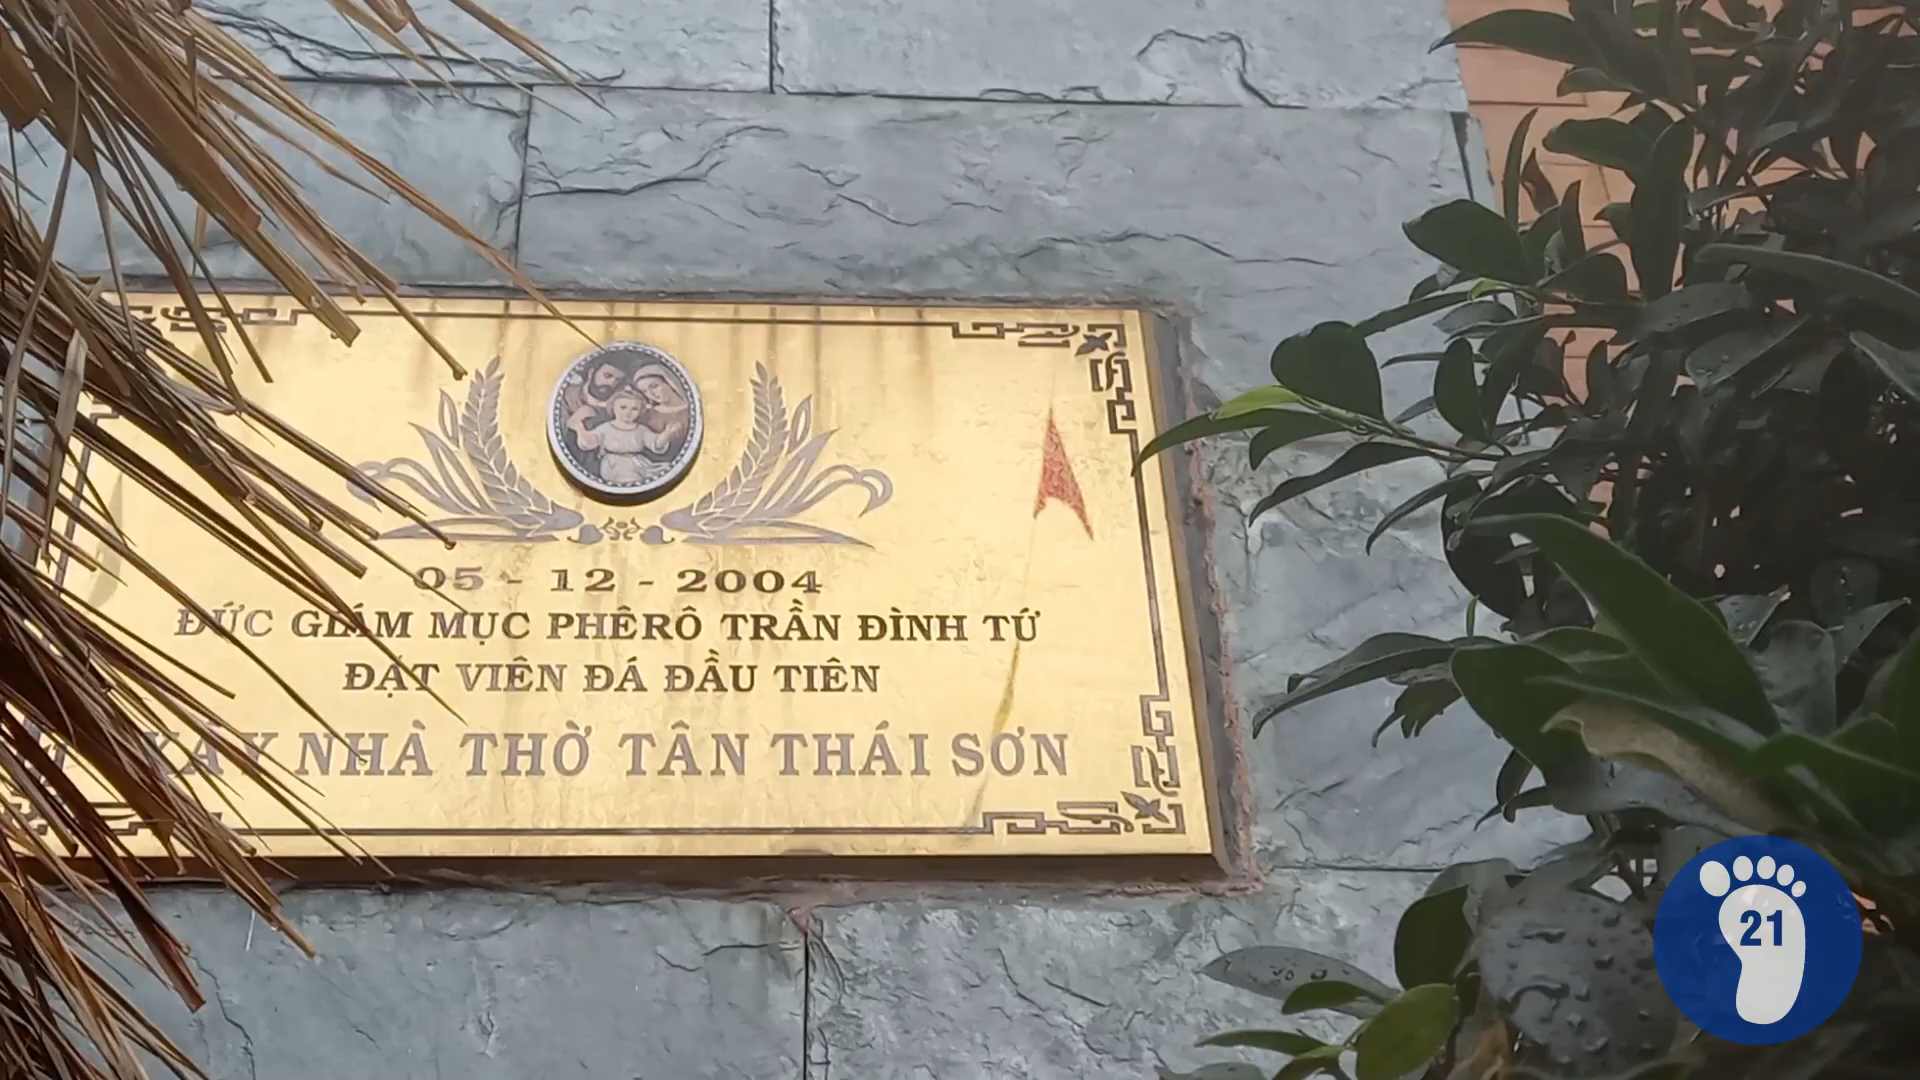 05 - 12 - 2004
ĐỨC GIÁM MỤC PHÊRÔ TRẦN ĐÌNH TỨ
ĐẶT VIÊN ĐÁ ĐẦU TIÊN
XÂY NHÀ THỜ TÂN THÁI SƠN
21